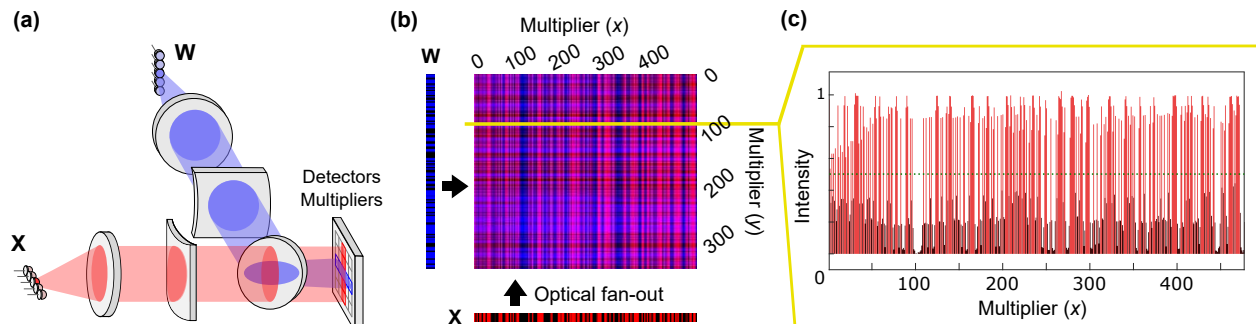 (a)
W
X
Detectors
Multipliers
(b)
Multiplier (x)
W
0
100
200
300
400
0
100
200
300
Multiplier (y)
Optical fan-out
X
(c)
1
0
Intensity
100
200
300
400
Multiplier (x)